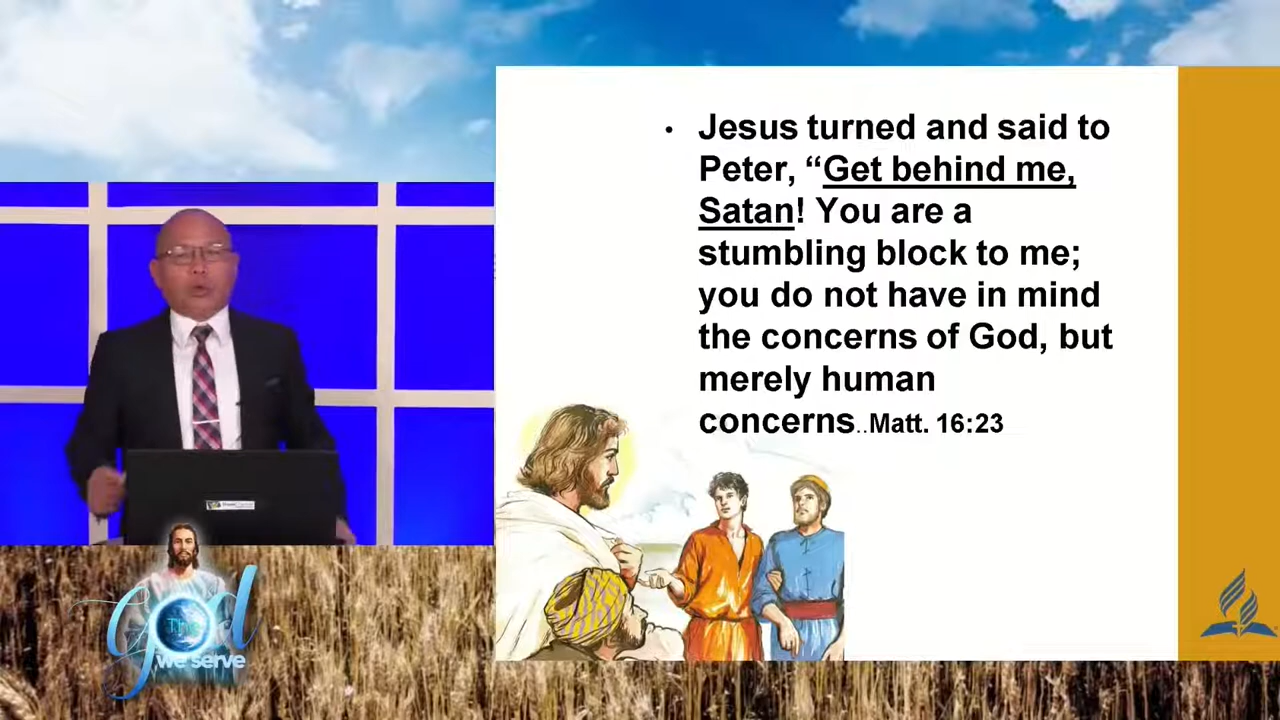 • Jesus turned and said to
Peter, “Get behind me,
Satan! You are a
stumbling block to me;
you do not have in mind
the concerns of God, but
merely human
concerns..Matt. 16:23
The
God
we serve